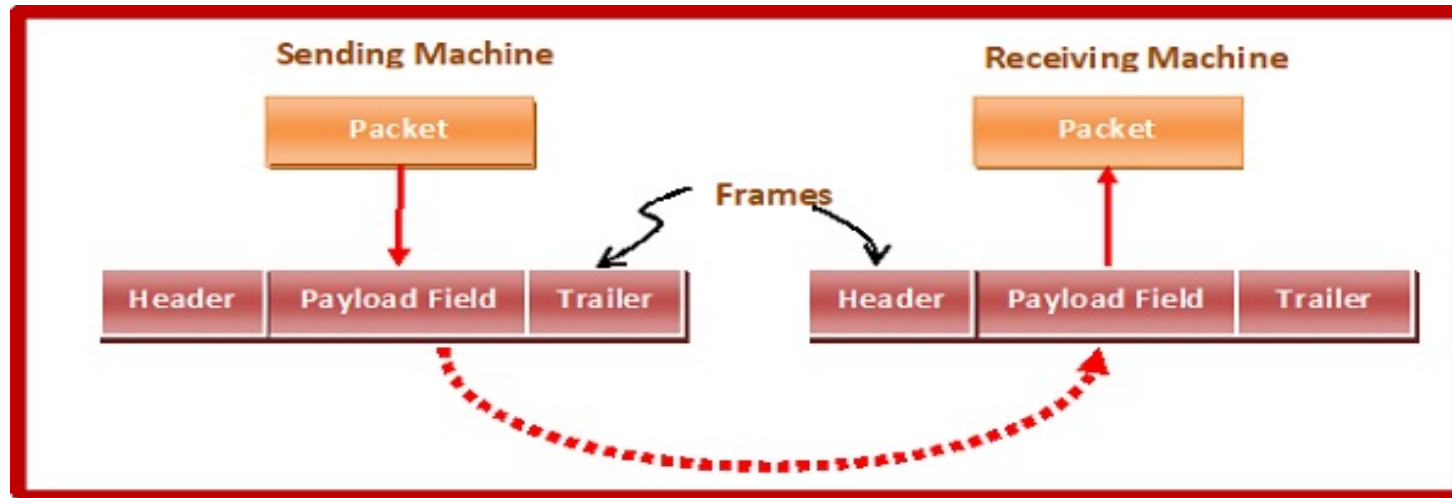 Sending Machine
Receiving Machine
Packet
Packet
Frames
Header
Payload Field
Trailer
Header
Payload Field
Trailer